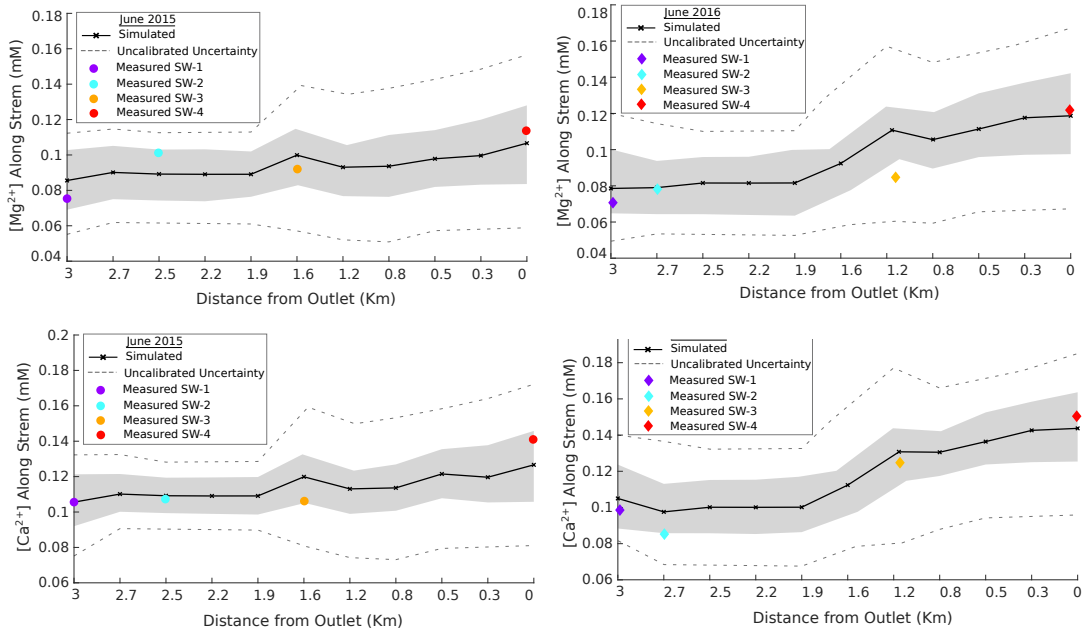 0.18
0.16
0.14
0.12
0.1
0.08
0.06
0.04
[Mg2+] Along Strem (mM)
June 2015
Simulated
Uncalibrated Uncertainty
Measured SW-1
Measured SW-2
Measured SW-3
Measured SW-4
3 2.7 2.5 2.2 1.9 1.6 1.2 0.8 0.5 0.3 0
Distance from Outlet (Km)
0.18
0.16
0.14
0.12
0.1
0.08
0.06
0.04
[Mg2+] Along Strem (mM)
June 2016
Simulated
Uncalibrated Uncertainty
Measured SW-1
Measured SW-2
Measured SW-3
Measured SW-4
3 2.7 2.5 2.2 1.9 1.6 1.2 0.8 0.5 0.3 0
Distance from Outlet (Km)
0.2
0.18
0.16
0.14
0.12
0.1
0.08
0.06
[Ca2+] Along Strem (mM)
June 2015
Simulated
Uncalibrated Uncertainty
Measured SW-1
Measured SW-2
Measured SW-3
Measured SW-4
3 2.7 2.5 2.2 1.9 1.6 1.2 0.8 0.5 0.3 0
Distance from Outlet (Km)
0.18
0.16
0.14
0.12
0.1
0.08
0.06
[Ca2+] Along Strem (mM)
Simulated
Uncalibrated Uncertainty
Measured SW-1
Measured SW-2
Measured SW-3
Measured SW-4
3 2.7 2.5 2.2 1.9 1.6 1.2 0.8 0.5 0.3 0
Distance from Outlet (Km)